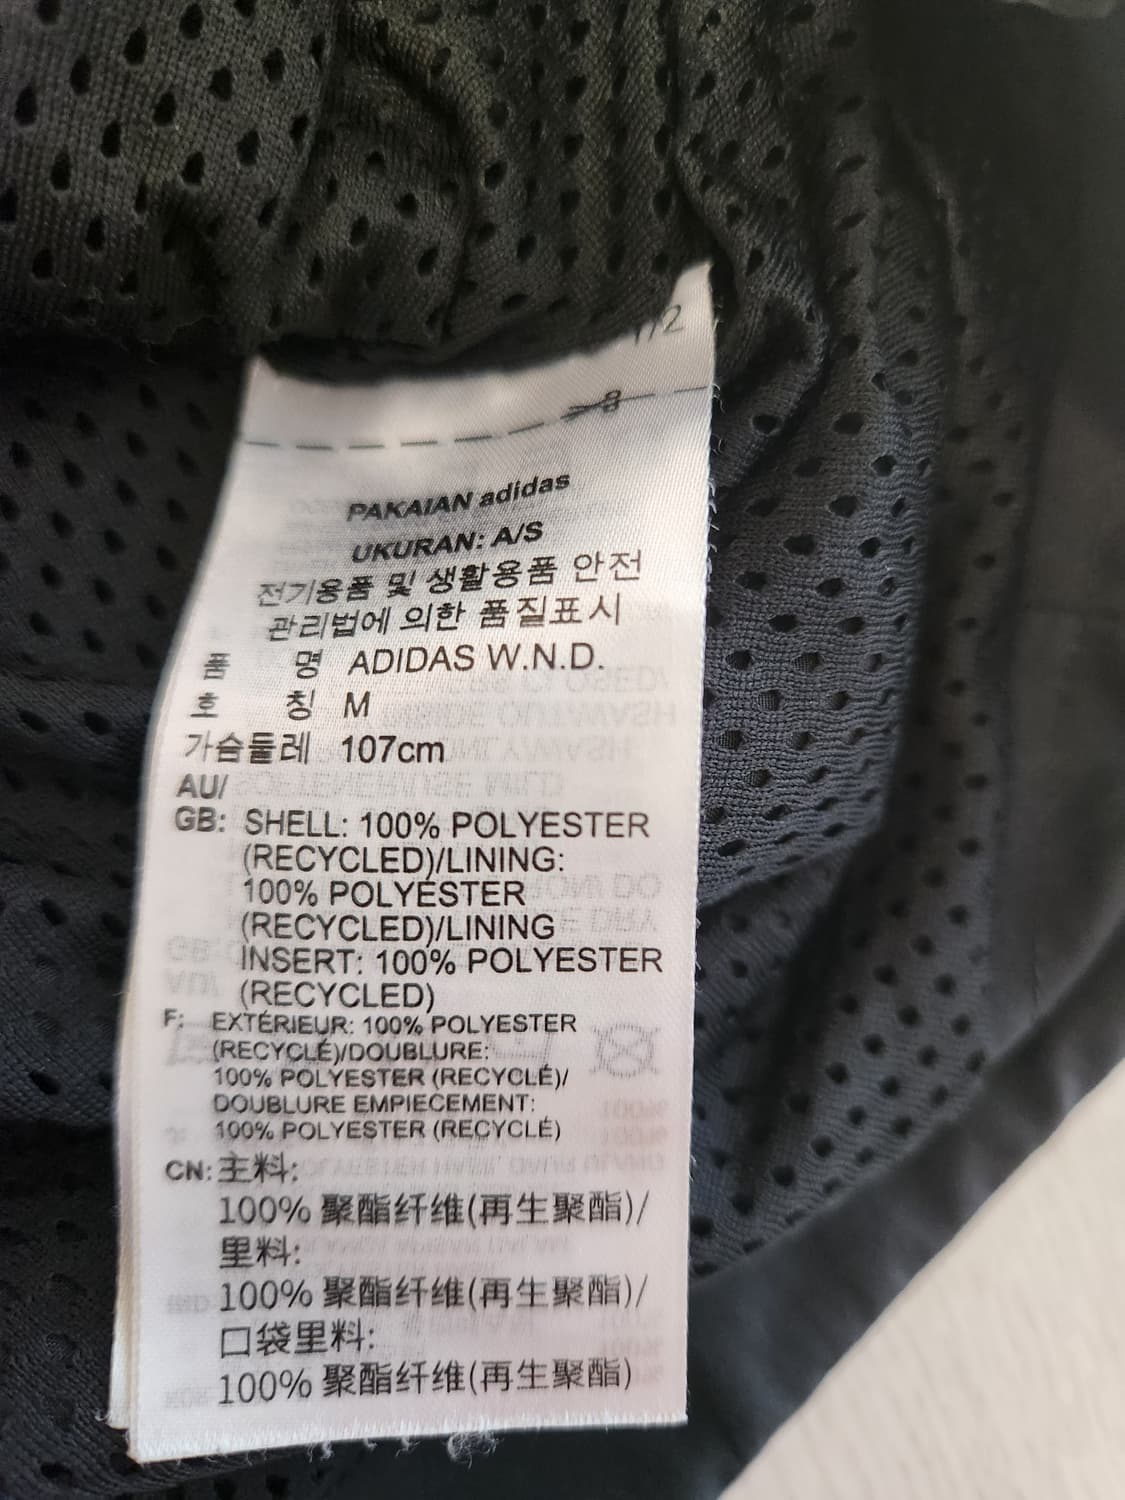 1/2
8
PAKAIAN adidas
UKURAN: A/S
전기용품 및 생활용품 안전
관리법에 의한 품질표시
품 명 ADIDAS W.N.D.
호 칭 M
가슴둘레 107cm
AU/
GB: SHELL: 100% POLYESTER
(RECYCLED)/LINING:
100% POLYESTER
(RECYCLED)/LINING
INSERT: 100% POLYESTER
(RECYCLED)
F: EXTÉRIEUR: 100% POLYESTER
(RECYCLÉ)/DOUBLURE:
100% POLYESTER (RECYCLÉ)/
DOUBLURE EMPIECEMENT:
100% POLYESTER (RECYCLÉ)
CN: 主料:
100% 聚酯纤维(再生聚酯)/
里料:
100% 聚酯纤维(再生聚酯)/
口袋里料:
100% 聚酯纤维(再生聚酯)